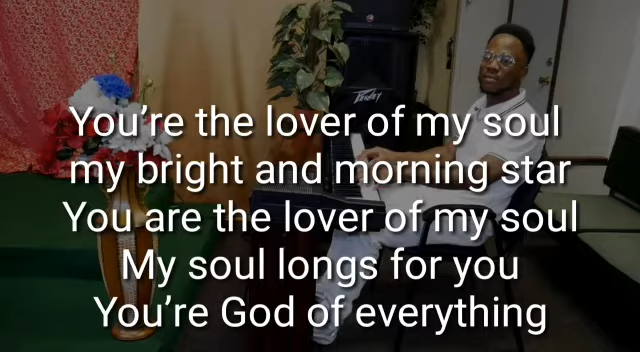 PEAVEY
You're the lover of my soul
my bright and morning star
You are the lover of my soul
My soul longs for you
You're God of everything